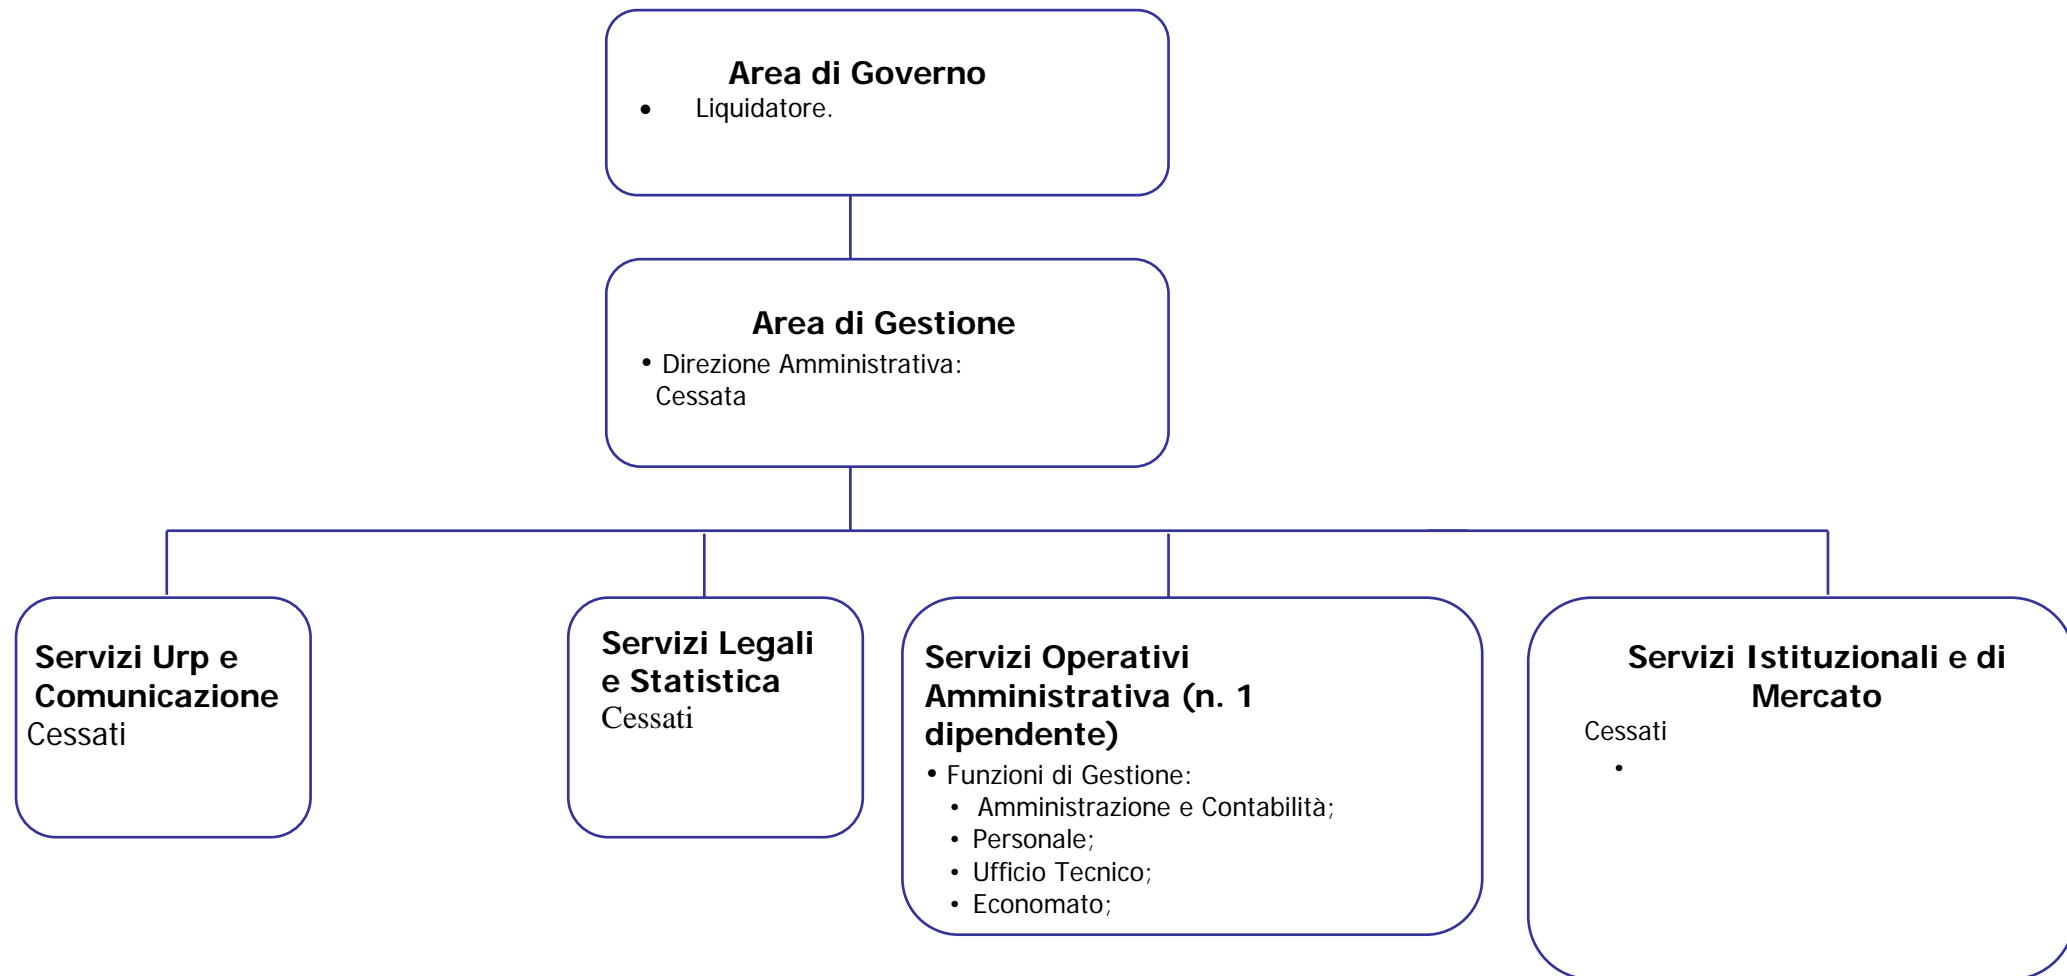 Area di Governo
• Liquidatore.
Area di Gestione
• Direzione Amministrativa:
Cessata
Servizi Urp e
Comunicazione
Cessati
Servizi Legali
e Statistica
Cessati
Servizi Operativi
Amministrativa (n. 1
dipendente)
• Funzioni di Gestione:
• Amministrazione e Contabilità;
• Personale;
• Ufficio Tecnico;
• Economato;
Servizi Istituzionali e di
Mercato
Cessati
•